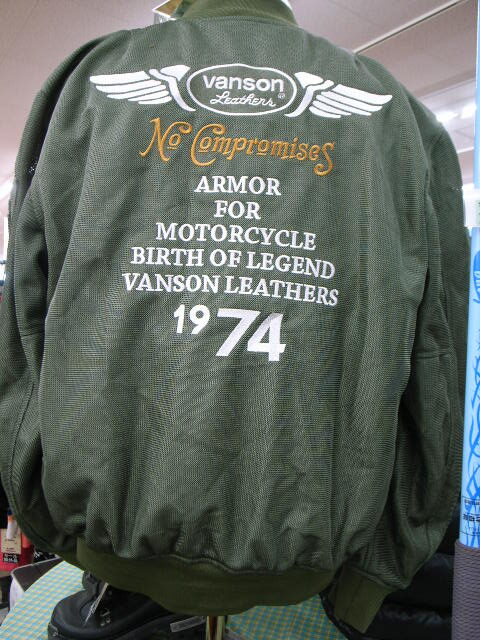 vanson
Leathers®
No Compromises
ARMOR
FOR
MOTORCYCLE
BIRTH OF LEGEND
VANSON LEATHERS
1974